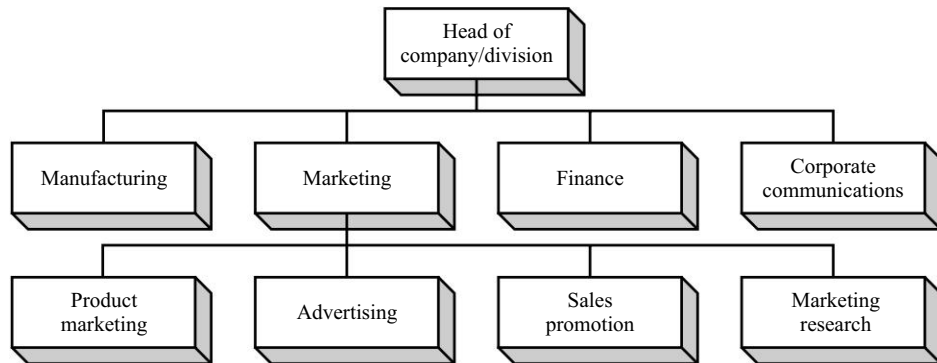 Head of
company/division
Manufacturing
Marketing
Finance
Corporate
communications
Product
marketing
Advertising
Sales
promotion
Marketing
research